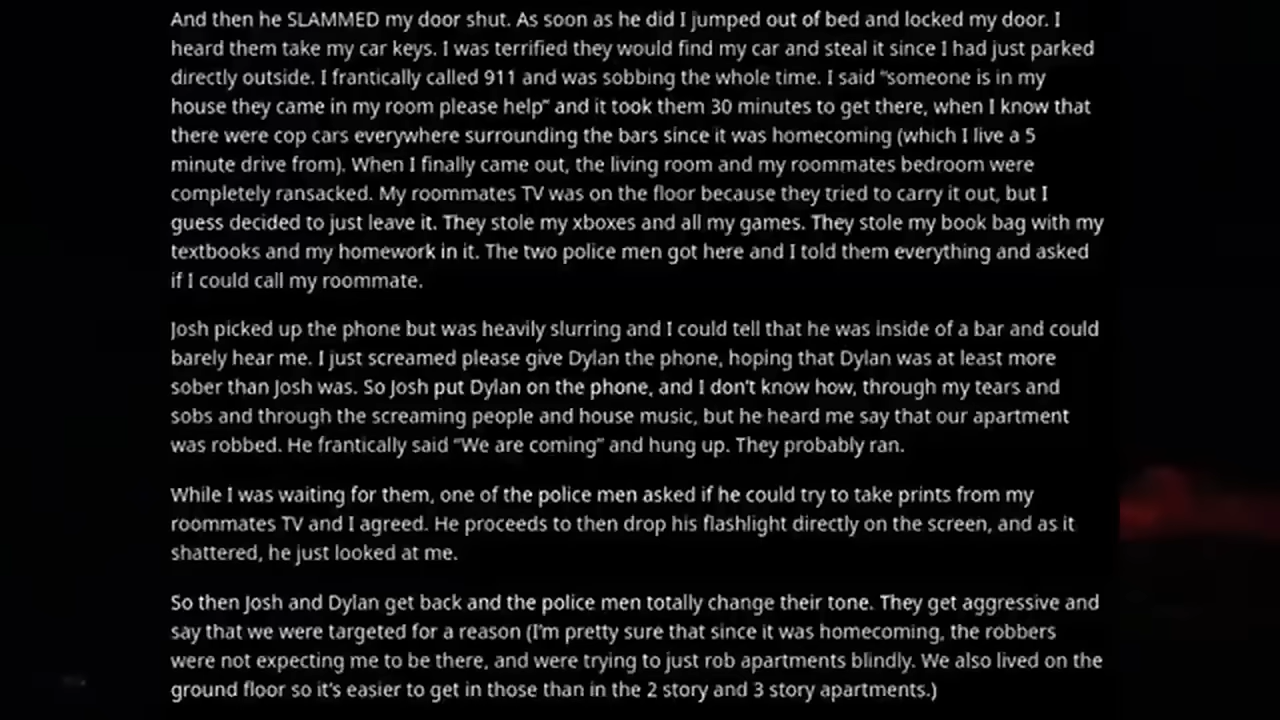 And then he SLAMMED my door shut. As soon as he did I jumped out of bed and locked my door. I
heard them take my car keys. I was terrified they would find my car and steal it since I had just parked
directly outside. I frantically called 911 and was sobbing the whole time. I said “someone is in my
house they came in my room please help” and it took them 30 minutes to get there, when I know that
there were cop cars everywhere surrounding the bars since it was homecoming (which I live a 5
minute drive from). When I finally came out, the living room and my roommates bedroom were
completely ransacked. My roommates TV was on the floor because they tried to carry it out, but I
guess decided to just leave it. They stole my xboxes and all my games. They stole my book bag with my
textbooks and my homework in it. The two police men got here and I told them everything and asked
if I could call my roommate.
Josh picked up the phone but was heavily slurring and I could tell that he was inside of a bar and could
barely hear me. I just screamed please give Dylan the phone, hoping that Dylan was at least more
sober than Josh was. So Josh put Dylan on the phone, and I don’t know how, through my tears and
sobs and through the screaming people and house music, but he heard me say that our apartment
was robbed. He frantically said “We are coming” and hung up. They probably ran.
While I was waiting for them, one of the police men asked if he could try to take prints from my
roommates TV and I agreed. He proceeds to then drop his flashlight directly on the screen, and as it
shattered, he just looked at me.
So then Josh and Dylan get back and the police men totally change their tone. They get aggressive and
say that we were targeted for a reason (I’m pretty sure that since it was homecoming, the robbers
were not expecting me to be there, and were trying to just rob apartments blindly. We also lived on the
ground floor so it’s easier to get in those than in the 2 story and 3 story apartments.)